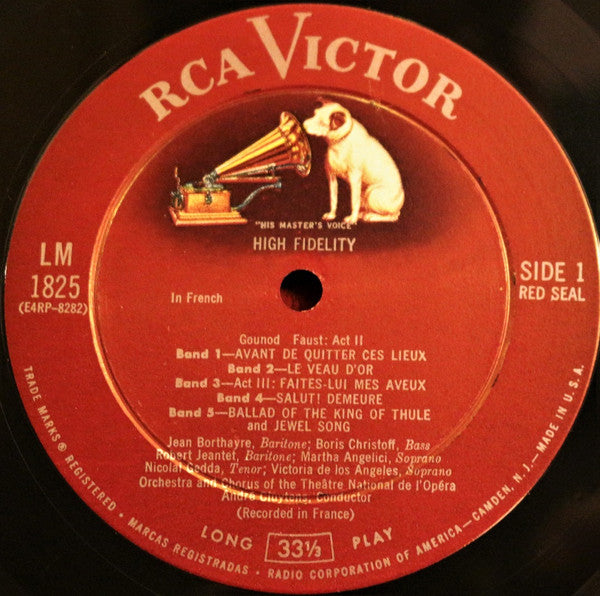 RCA VICTOR
"HIS MASTER'S VOICE"
HIGH FIDELITY
LM
1825
(E4RP-8282)
SIDE 1
RED SEAL
In French
Gounod Faust: Act II
Band 1—AVANT DE QUITTER CES LIEUX
Band 2—LE VEAU D'OR
Band 3—Act III: FAITES-LUI MES AVEUX
Band 4—SALUT! DEMEURE
Band 5—BALLAD OF THE KING OF THULE
and JEWEL SONG
Jean Borthayre, Baritone; Boris Christoff, Bass
Robert Jeantet, Baritone; Martha Angelici, Soprano
Nicolai Gedda, Tenor; Victoria de los Angeles, Soprano
Orchestra and Chorus of the Theâtre National de l'Opéra
André Cluytens, Conductor
(Recorded in France)
LONG 33⅓ PLAY
TRADE MARKS® REGISTERED • MARCAS REGISTRADAS • RADIO CORPORATION OF AMERICA—CAMDEN, N. J.—MADE IN U.S.A.